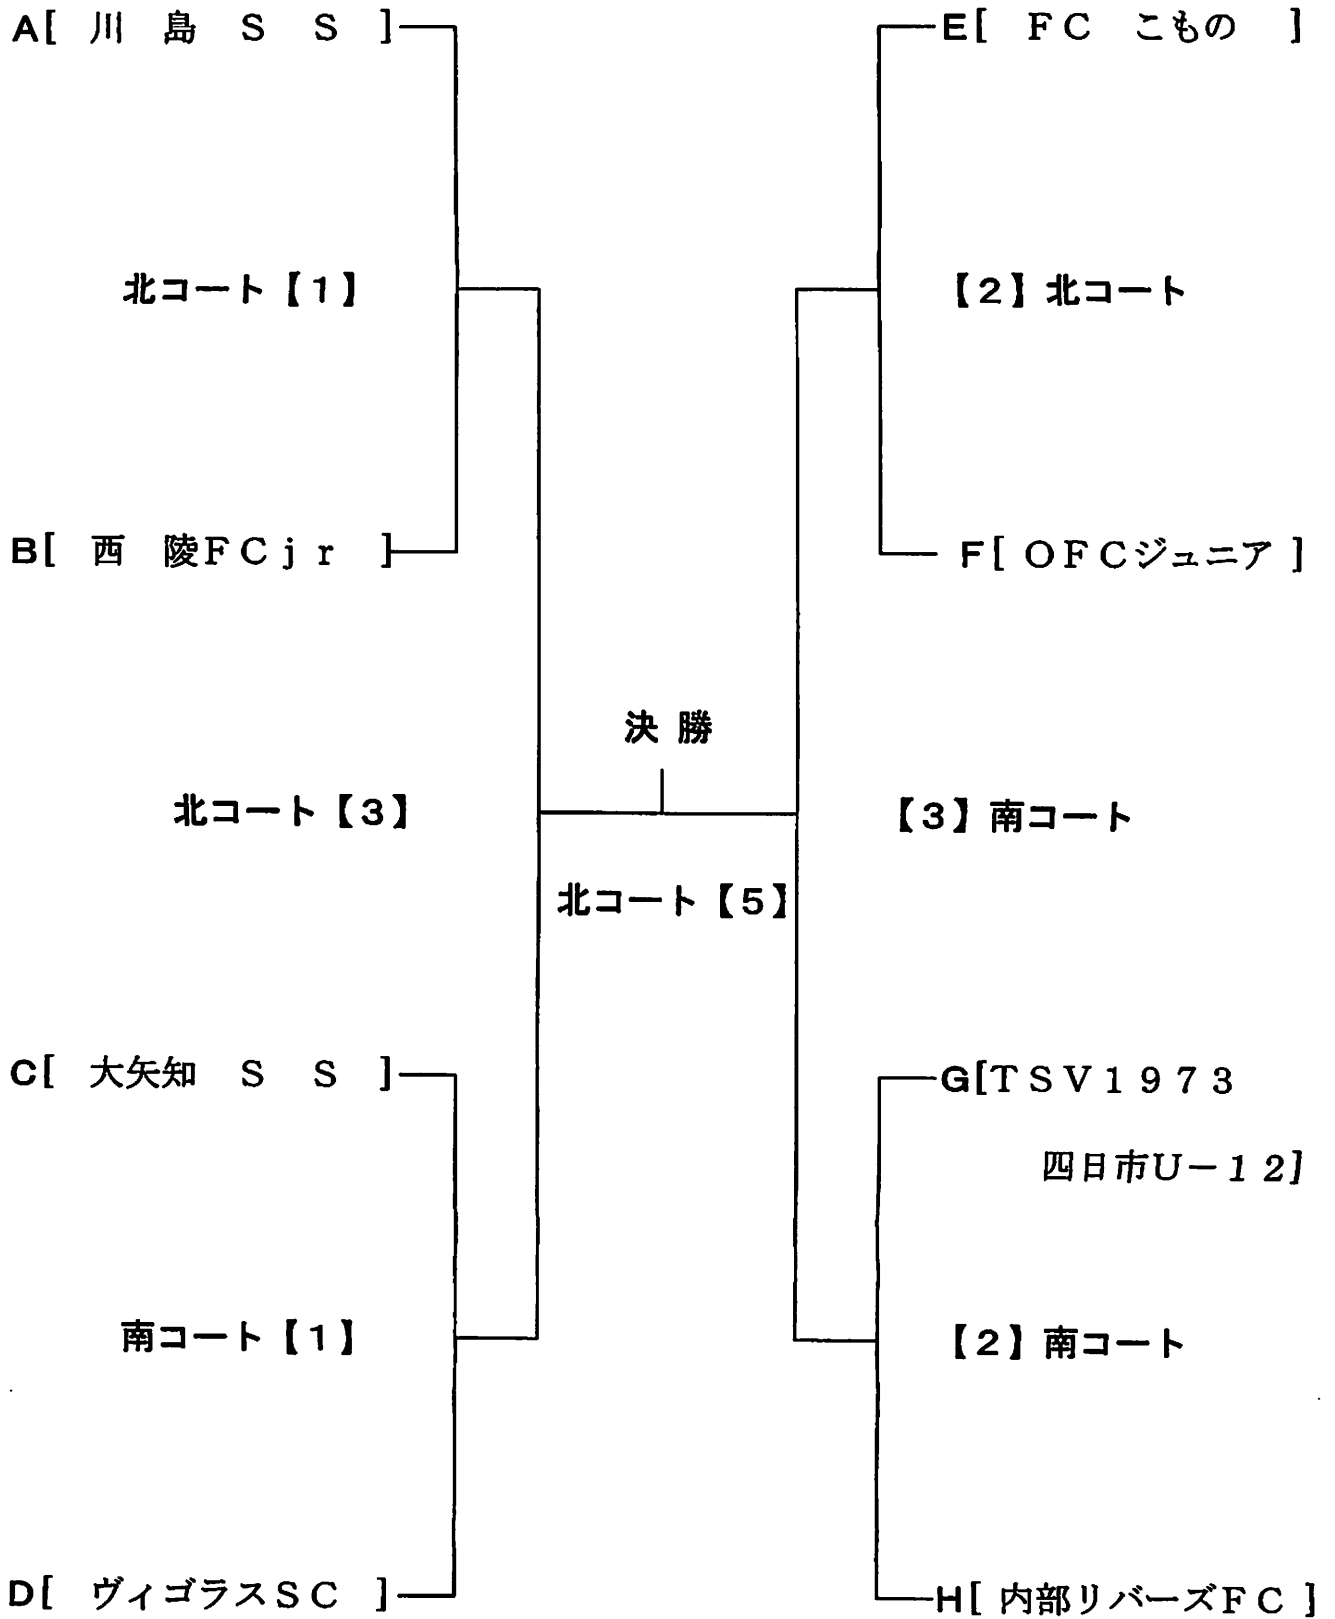 A[ 川 島 S S ]
E[ FC こもの ]
北コート【1】
【2】北コート
B[ 西 陵FCjr ]
F[ OFCジュニア ]
決 勝
北コート【3】
【3】南コート
北コート【5】
C[ 大矢知 S S ]
G[TSV1973
四日市U-12]
南コート【1】
【2】南コート
D[ ヴィゴラスSC ]
H[ 内部リバーズFC ]